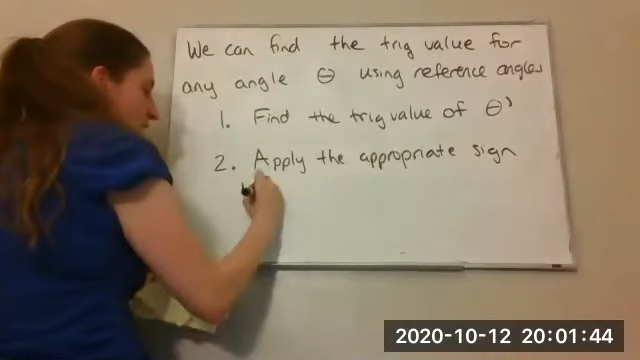 We can find the trig value for
any angle θ using reference angles
1. Find the trig value of θ'
2. Apply the appropriate sign
2020-10-12 20:01:44